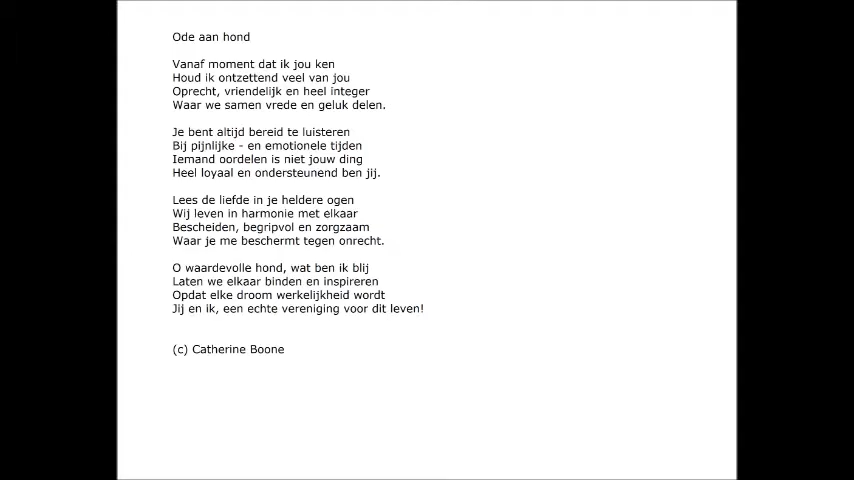 Ode aan hond
Vanaf moment dat ik jou ken
Houd ik ontzettend veel van jou
Oprecht, vriendelijk en heel integer
Waar we samen vrede en geluk delen.
Je bent altijd bereid te luisteren
Bij pijnlijke - en emotionele tijden
Iemand oordelen is niet jouw ding
Heel loyaal en ondersteunend ben jij.
Lees de liefde in je heldere ogen
Wij leven in harmonie met elkaar
Bescheiden, begripvol en zorgzaam
Waar je me beschermt tegen onrecht.
O waardevolle hond, wat ben ik blij
Laten we elkaar binden en inspireren
Opdat elke droom werkelijkheid wordt
Jij en ik, een echte vereniging voor dit leven!
(c) Catherine Boone